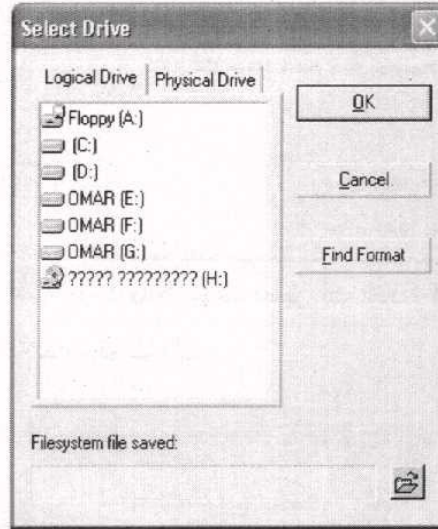 Select Drive
Logical Drive
Physical Drive
Floppy (A:)
(C:)
(D:)
OMAR (E:)
OMAR (F:)
OMAR (G:)
????? ????????? (H:)
OK
Cancel
Find Format
Filesystem file saved: